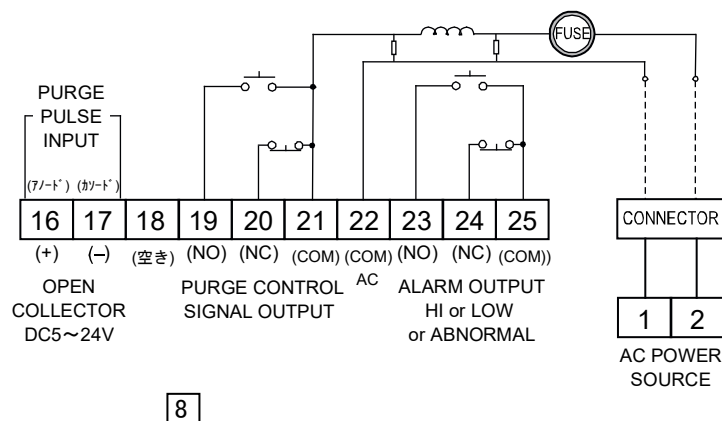 FUSE
PURGE
PULSE
INPUT
(ｱﾉｰﾄﾞ) (ｶｿｰﾄﾞ)
16 17 18 19 20 21 22 23 24 25
(+) (–) (空き) (NO) (NC) (COM) (COM) (NO) (NC) (COM))
AC
OPEN
COLLECTOR
DC5～24V
PURGE CONTROL
SIGNAL OUTPUT
ALARM OUTPUT
HI or LOW
or ABNORMAL
CONNECTOR
1 2
AC POWER
SOURCE
8